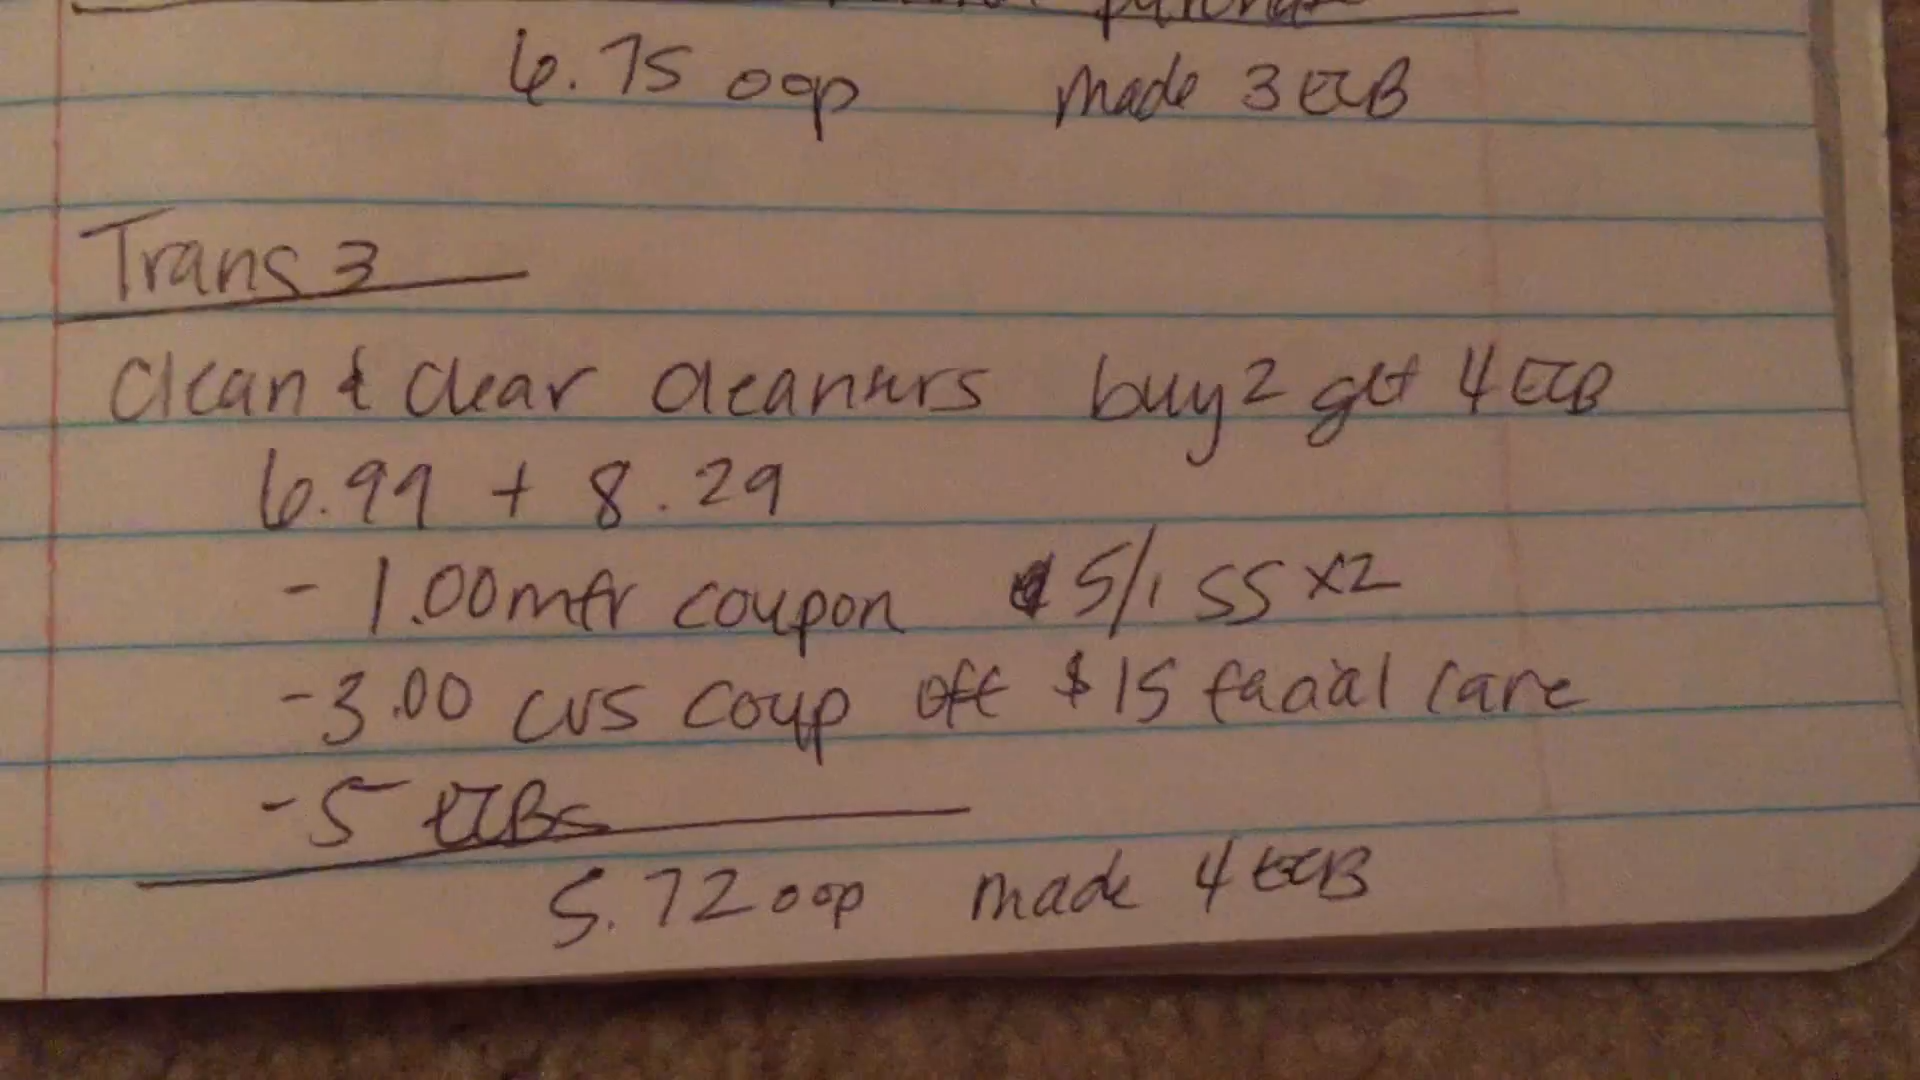 purchase
6.75 oop made 3 ECB
Trans 3
Clean & Clear cleansers buy 2 get 4 ECB
6.99 + 8.29
- 1.00 mfr coupon 5/1 SS x2
- 3.00 CVS coup off $15 facial care
- 5 ECBs
5.72 oop made 4 ECB